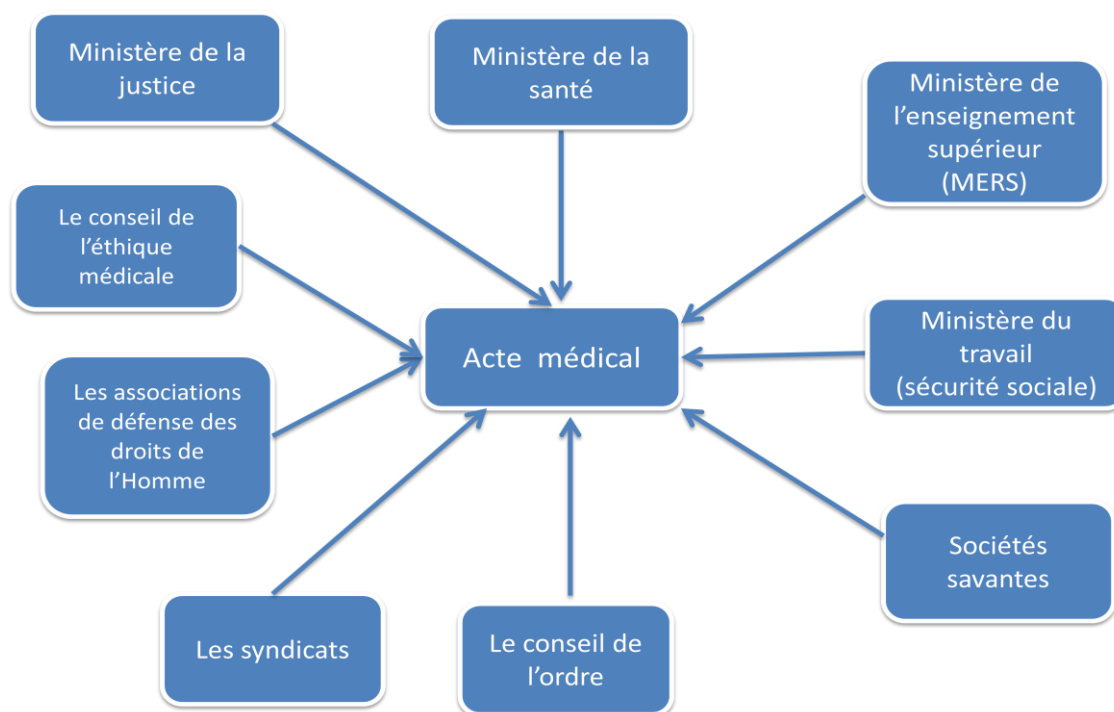 Ministère de la
justice
Ministère de la
santé
Ministère de
l’enseignement
supérieur
(MERS)
Le conseil de
l’éthique
médicale
Acte  médical
Ministère du
travail
(sécurité sociale)
Les associations
de défense des
droits de
l’Homme
Sociétés
savantes
Les syndicats
Le conseil de
l’ordre